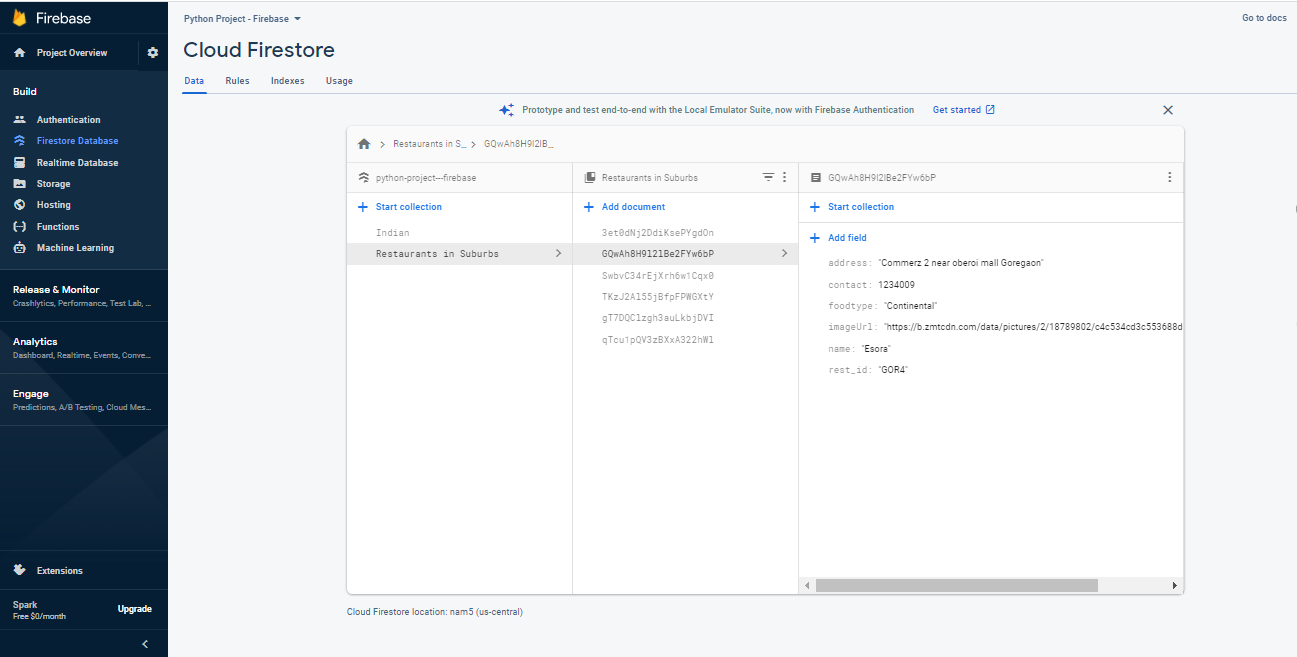 Firebase
Project Overview
Build
Authentication
Firestore Database
Realtime Database
Storage
Hosting
Functions
Machine Learning
Release & Monitor
Crashlytics, Performance, Test Lab, ...
Analytics
Dashboard, Realtime, Events, Conve...
Engage
Predictions, A/B Testing, Cloud Mes...
Extensions
Spark
Free $0/month
Upgrade
Python Project - Firebase
Go to docs
Cloud Firestore
Data Rules Indexes Usage
Prototype and test end-to-end with the Local Emulator Suite, now with Firebase Authentication Get started
Restaurants in S_ GQwAh8H9l2lB_
python-project---firebase
Start collection
Indian
Restaurants in Suburbs
Restaurants in Suburbs
Add document
3et0dNj2DdiKsePYgdOn
GQwAh8H9l2lBe2FYw6bP
SwbvC34rEjXrh6w1Cqx0
TKzJ2Al55jBfpFPWGXtY
gT7DQClzgh3auLkbjDVI
qTcu1pQV3zBXxA322hWl
GQwAh8H9l2lBe2FYw6bP
Start collection
Add field
address: "Commerz 2 near oberoi mall Goregaon"
contact: 1234009
foodtype: "Continental"
imageUrl: "https://b.zmtcdn.com/data/pictures/2/18789802/c4c534cd3c553688d
name: "Esora"
rest_id: "GOR4"
Cloud Firestore location: nam5 (us-central)